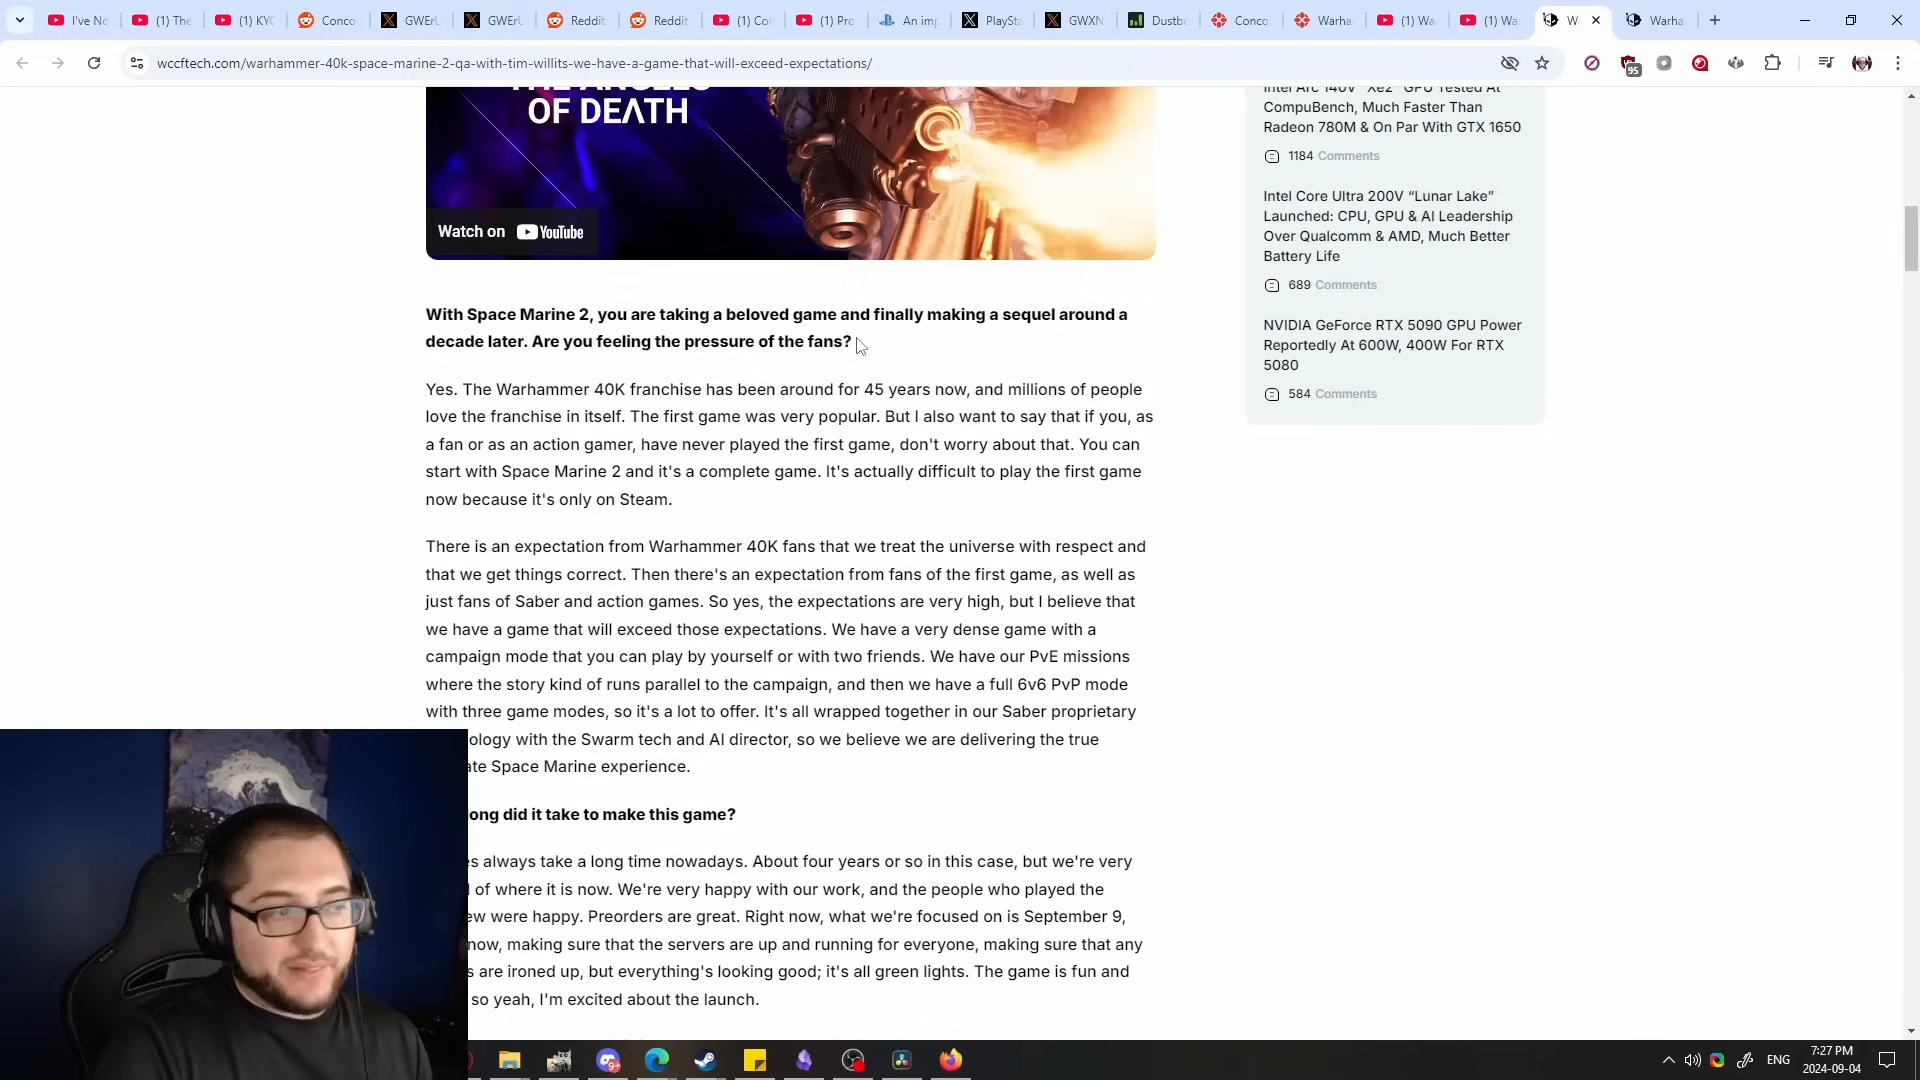 I've No
(1) The
(1) KYC
Conco
GWErl
GWErl
Reddit
Reddit
(1) Co
(1) Pro
An im
PlaySta
GWXN
Dustb
Conco
Warha
(1) Wa
(1) Wa
W
Warha
wccftech.com/warhammer-40k-space-marine-2-qa-with-tim-willits-we-have-a-game-that-will-exceed-expectations/
95
OF DEATH
Watch on YouTube
With Space Marine 2, you are taking a beloved game and finally making a sequel around a
decade later. Are you feeling the pressure of the fans?
Yes. The Warhammer 40K franchise has been around for 45 years now, and millions of people
love the franchise in itself. The first game was very popular. But I also want to say that if you, as
a fan or as an action gamer, have never played the first game, don't worry about that. You can
start with Space Marine 2 and it's a complete game. It's actually difficult to play the first game
now because it's only on Steam.
There is an expectation from Warhammer 40K fans that we treat the universe with respect and
that we get things correct. Then there's an expectation from fans of the first game, as well as
just fans of Saber and action games. So yes, the expectations are very high, but I believe that
we have a game that will exceed those expectations. We have a very dense game with a
campaign mode that you can play by yourself or with two friends. We have our PvE missions
where the story kind of runs parallel to the campaign, and then we have a full 6v6 PvP mode
with three game modes, so it's a lot to offer. It's all wrapped together in our Saber proprietary
ology with the Swarm tech and AI director, so we believe we are delivering the true
ate Space Marine experience.
ong did it take to make this game?
es always take a long time nowadays. About four years or so in this case, but we're very
of where it is now. We're very happy with our work, and the people who played the
ew were happy. Preorders are great. Right now, what we're focused on is September 9,
now, making sure that the servers are up and running for everyone, making sure that any
s are ironed up, but everything's looking good; it's all green lights. The game is fun and
so yeah, I'm excited about the launch.
Intel Arc 140V "Xe2" GPU Tested At
CompuBench, Much Faster Than
Radeon 780M & On Par With GTX 1650
1184 Comments
Intel Core Ultra 200V “Lunar Lake”
Launched: CPU, GPU & AI Leadership
Over Qualcomm & AMD, Much Better
Battery Life
689 Comments
NVIDIA GeForce RTX 5090 GPU Power
Reportedly At 600W, 400W For RTX
5080
584 Comments
9+
ENG
7:27 PM
2024-09-04